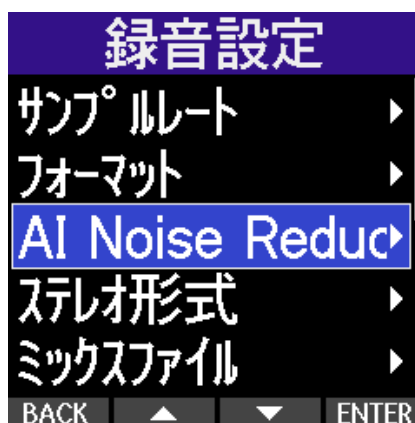 録音設定
サンプルレート
フォーマット
AI Noise Reduc
ステレオ形式
ミックスファイル
BACK ▲ ▼ ENTER